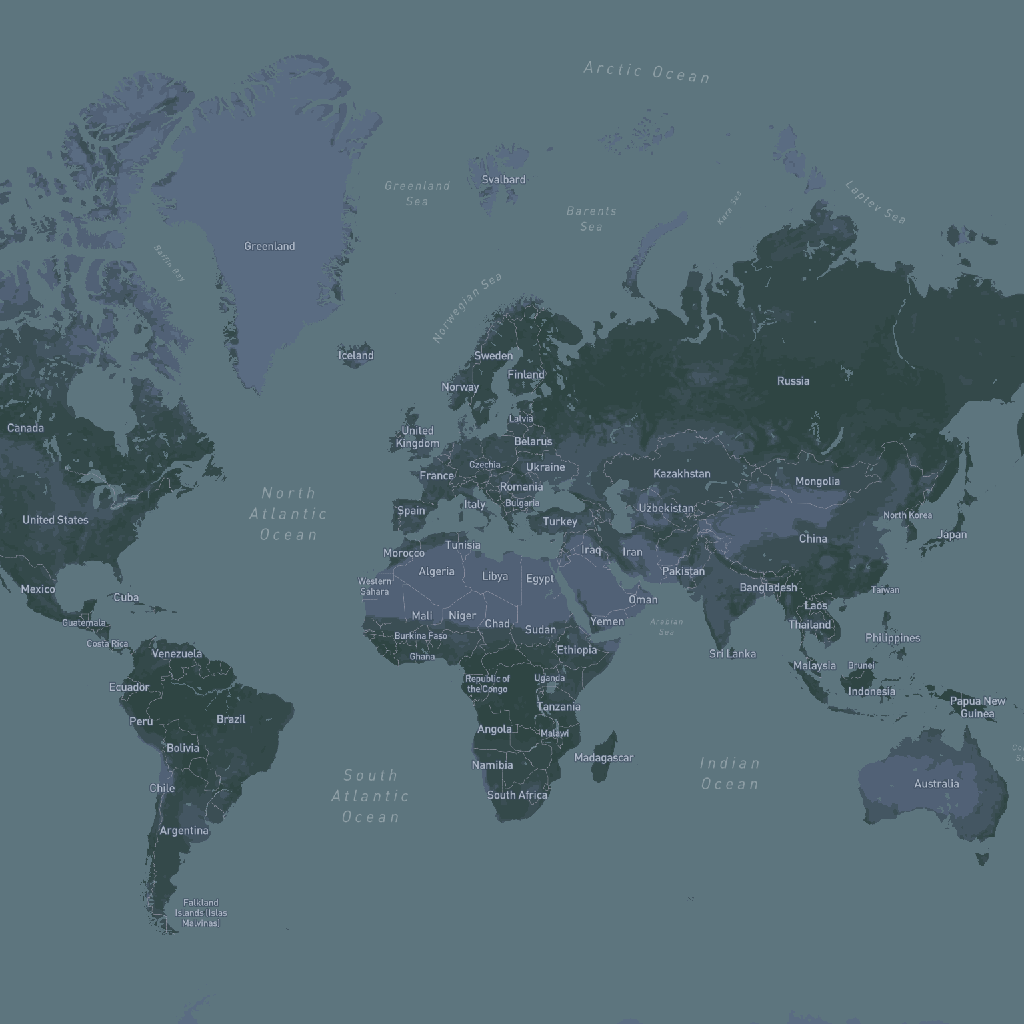 Arctic Ocean
Svalbard
Greenland
Sea
Barents
Sea
Kara Sea
Laptev Sea
Greenland
Baffin Bay
Norwegian Sea
Iceland
Sweden
Finland
Norway
Russia
Canada
United
Kingdom
Latvia
Belarus
Czechia
Ukraine
France
Romania
Kazakhstan
Mongolia
North
Atlantic
Ocean
Italy
Bulgaria
Spain
Turkey
Uzbekistan
North Korea
United States
Japan
China
Morocco
Tunisia
Iraq
Iran
Pakistan
Algeria
Libya
Egypt
Western
Sahara
Mexico
Cuba
Oman
Bangladesh
Taiwan
Mali
Niger
Chad
Sudan
Yemen
Arabian
Sea
Laos
Thailand
Guatemala
Burkina Faso
Philippines
Costa Rica
Venezuela
Ghana
Ethiopia
Sri Lanka
Malaysia
Brunei
Ecuador
Republic of
the Congo
Uganda
Indonesia
Peru
Brazil
Tanzania
Papua New
Guinea
Angola
Malawi
Bolivia
Namibia
Madagascar
South
Atlantic
Ocean
Indian
Ocean
Chile
South Africa
Australia
Argentina
Falkland
Islands (Islas
Malvinas)